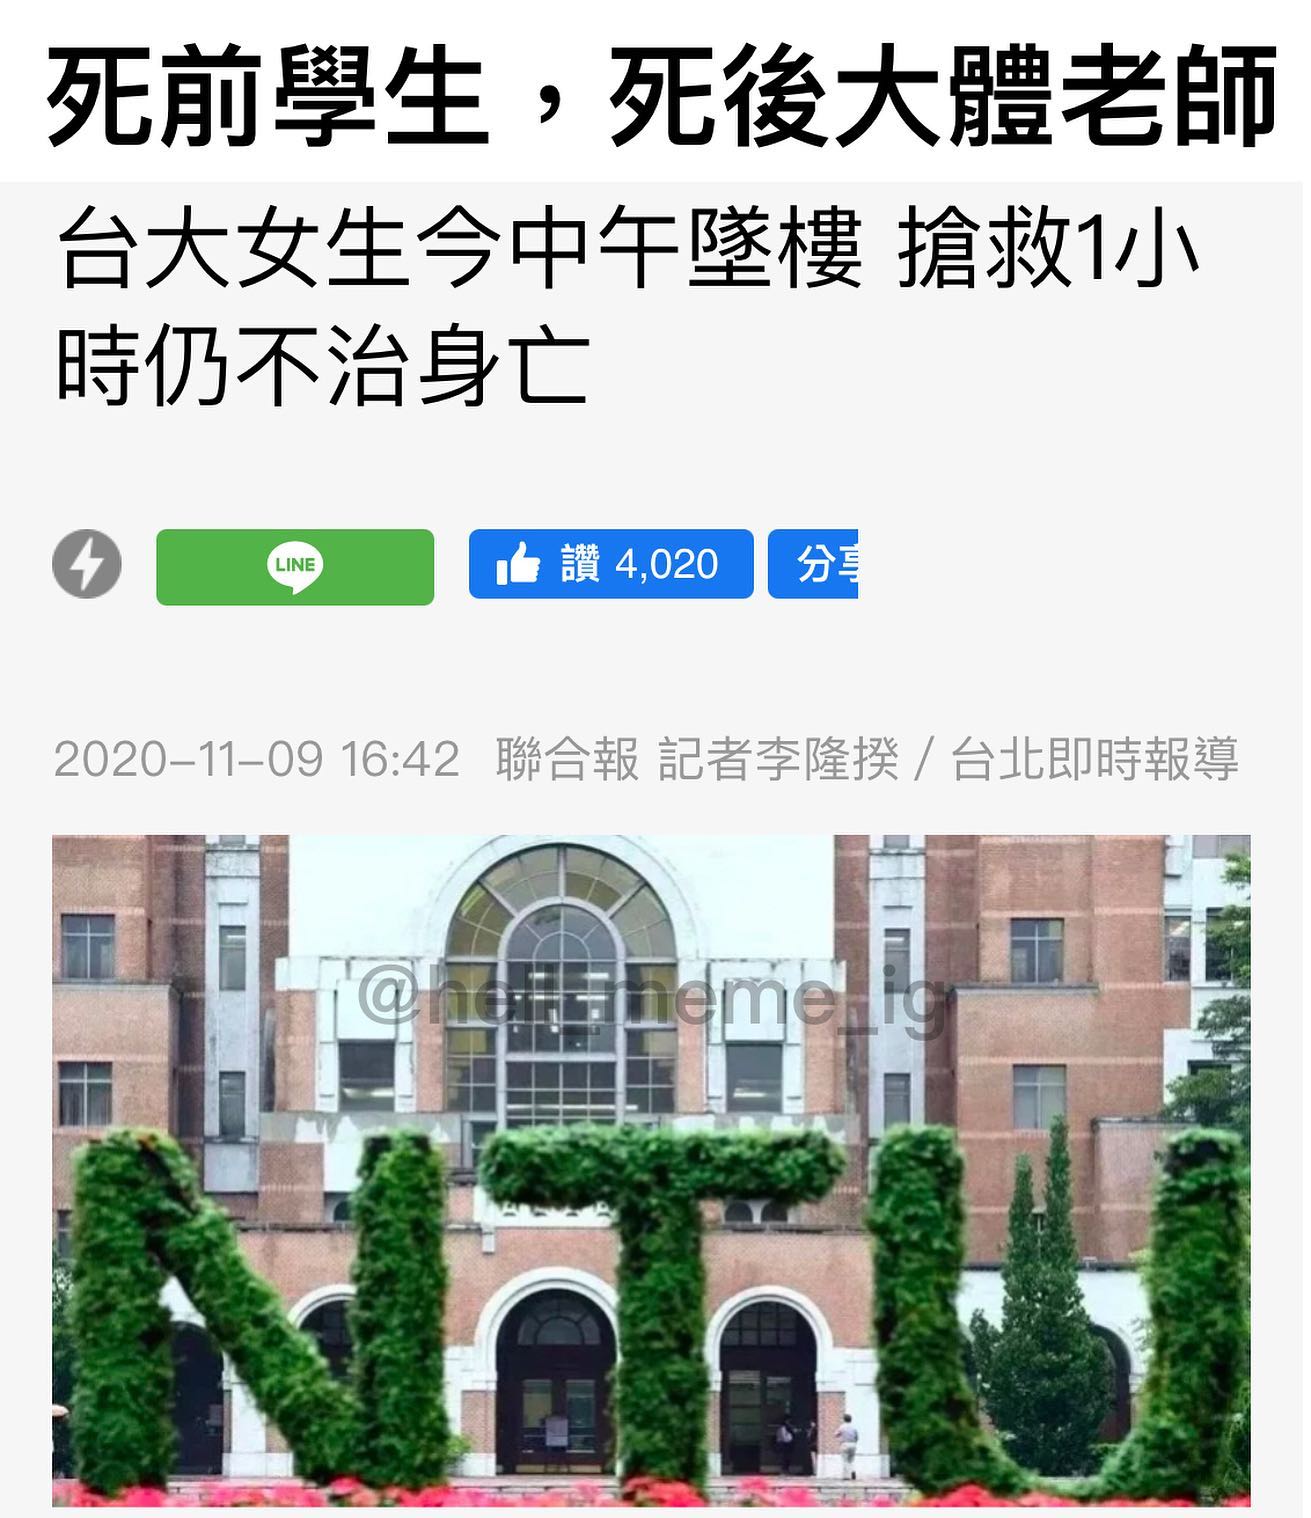 死前學生，死後大體老師
台大女生今中午墜樓 搶救1小
時仍不治身亡
LINE
讚 4,020
分享
2020-11-09 16:42 聯合報 記者李隆揆 / 台北即時報導
@hell_meme_ig
NTU